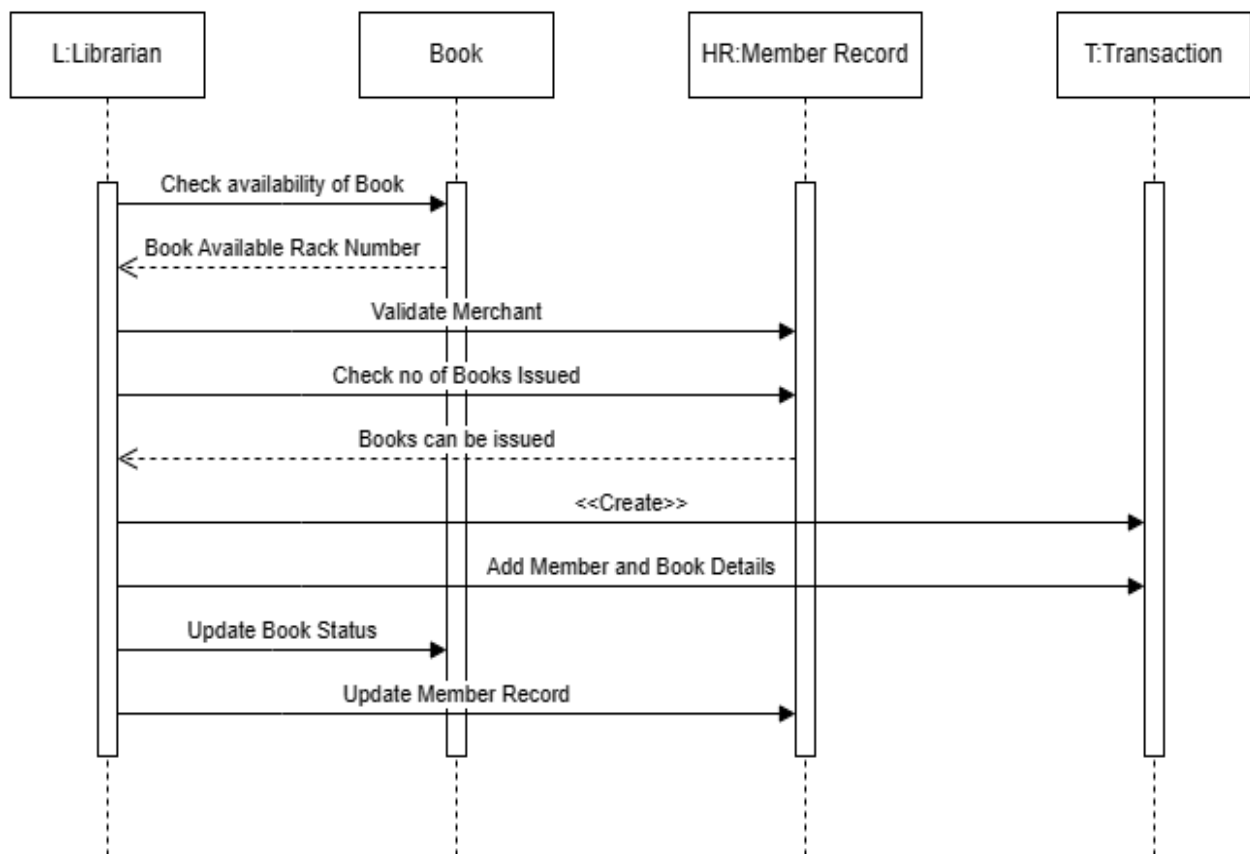 L:Librarian
Book
HR:Member Record
T:Transaction
Check availability of Book
Book Available Rack Number
Validate Merchant
Check no of Books Issued
Books can be issued
<<Create>>
Add Member and Book Details
Update Book Status
Update Member Record